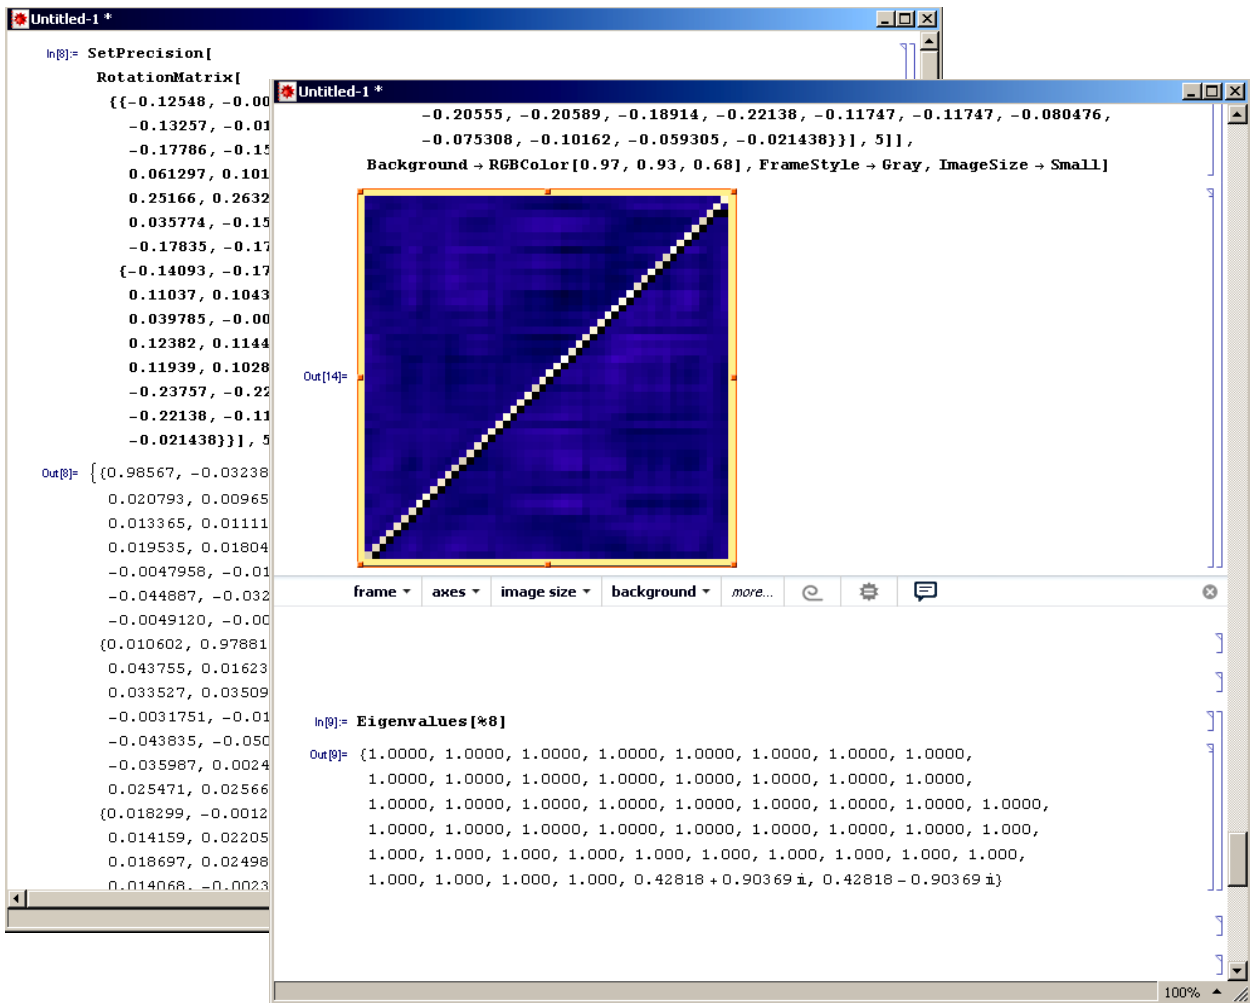 Untitled-1 *
In[8]:= SetPrecision[
RotationMatrix[
{{-0.12548, -0.00
-0.13257, -0.01
-0.17786, -0.15
0.061297, 0.101
0.25166, 0.2632
0.035774, -0.15
-0.17835, -0.17
{-0.14093, -0.17
0.11037, 0.1043
0.039785, -0.00
0.12382, 0.1144
0.11939, 0.1028
-0.23757, -0.22
-0.22138, -0.11
-0.021438}}], 5
Out[8]= {{0.98567, -0.03238
0.020793, 0.00965
0.013365, 0.01111
0.019535, 0.01804
-0.0047958, -0.01
-0.044887, -0.032
-0.0049120, -0.00
{0.010602, 0.97881
0.043755, 0.01623
0.033527, 0.03509
-0.0031751, -0.01
-0.043835, -0.050
-0.035987, 0.0024
0.025471, 0.02566
{0.018299, -0.0012
0.014159, 0.02205
0.018697, 0.02498
0.014068, -0.0023
Untitled-1 *
-0.20555, -0.20589, -0.18914, -0.22138, -0.11747, -0.11747, -0.080476,
-0.075308, -0.10162, -0.059305, -0.021438}}], 5]],
Background → RGBColor[0.97, 0.93, 0.68], FrameStyle → Gray, ImageSize → Small]
Out[14]=
frame axes image size background more...
In[9]:= Eigenvalues[%8]
Out[9]= {1.0000, 1.0000, 1.0000, 1.0000, 1.0000, 1.0000, 1.0000, 1.0000,
1.0000, 1.0000, 1.0000, 1.0000, 1.0000, 1.0000, 1.0000, 1.0000,
1.0000, 1.0000, 1.0000, 1.0000, 1.0000, 1.0000, 1.0000, 1.0000, 1.0000,
1.0000, 1.0000, 1.0000, 1.0000, 1.0000, 1.0000, 1.0000, 1.0000, 1.000,
1.000, 1.000, 1.000, 1.000, 1.000, 1.000, 1.000, 1.000, 1.000, 1.000,
1.000, 1.000, 1.000, 1.000, 0.42818 + 0.90369 i, 0.42818 - 0.90369 i}
100%